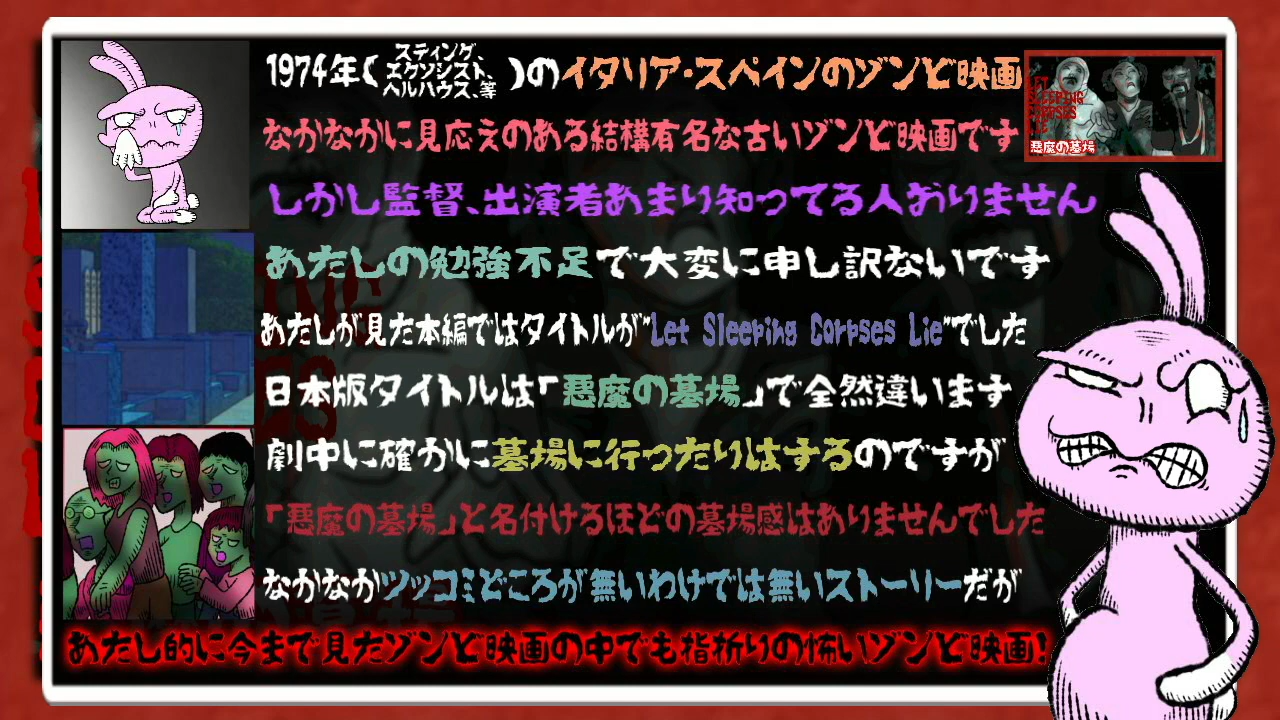 1974年(スティング、エクソシスト、ヘルハウス、等)のイタリア・スペインのゾンビ映画
LET SLEEPING CORPSES LIE
悪魔の墓場
なかなかに見応えのある結構有名な古いゾンビ映画です
しかし監督、出演者あまり知ってる人おりません
あたしの勉強不足で大変に申し訳ないです
あたしが見た本編ではタイトルが"Let Sleeping Corpses Lie"でした
日本版タイトルは「悪魔の墓場」で全然違います
劇中に確かに墓場に行ったりはするのですが
「悪魔の墓場」と名付けるほどの墓場感はありませんでした
なかなかツッコミどころが無いわけでは無いストーリーだが
あたし的に今まで見たゾンビ映画の中でも指折りの怖いゾンビ映画!